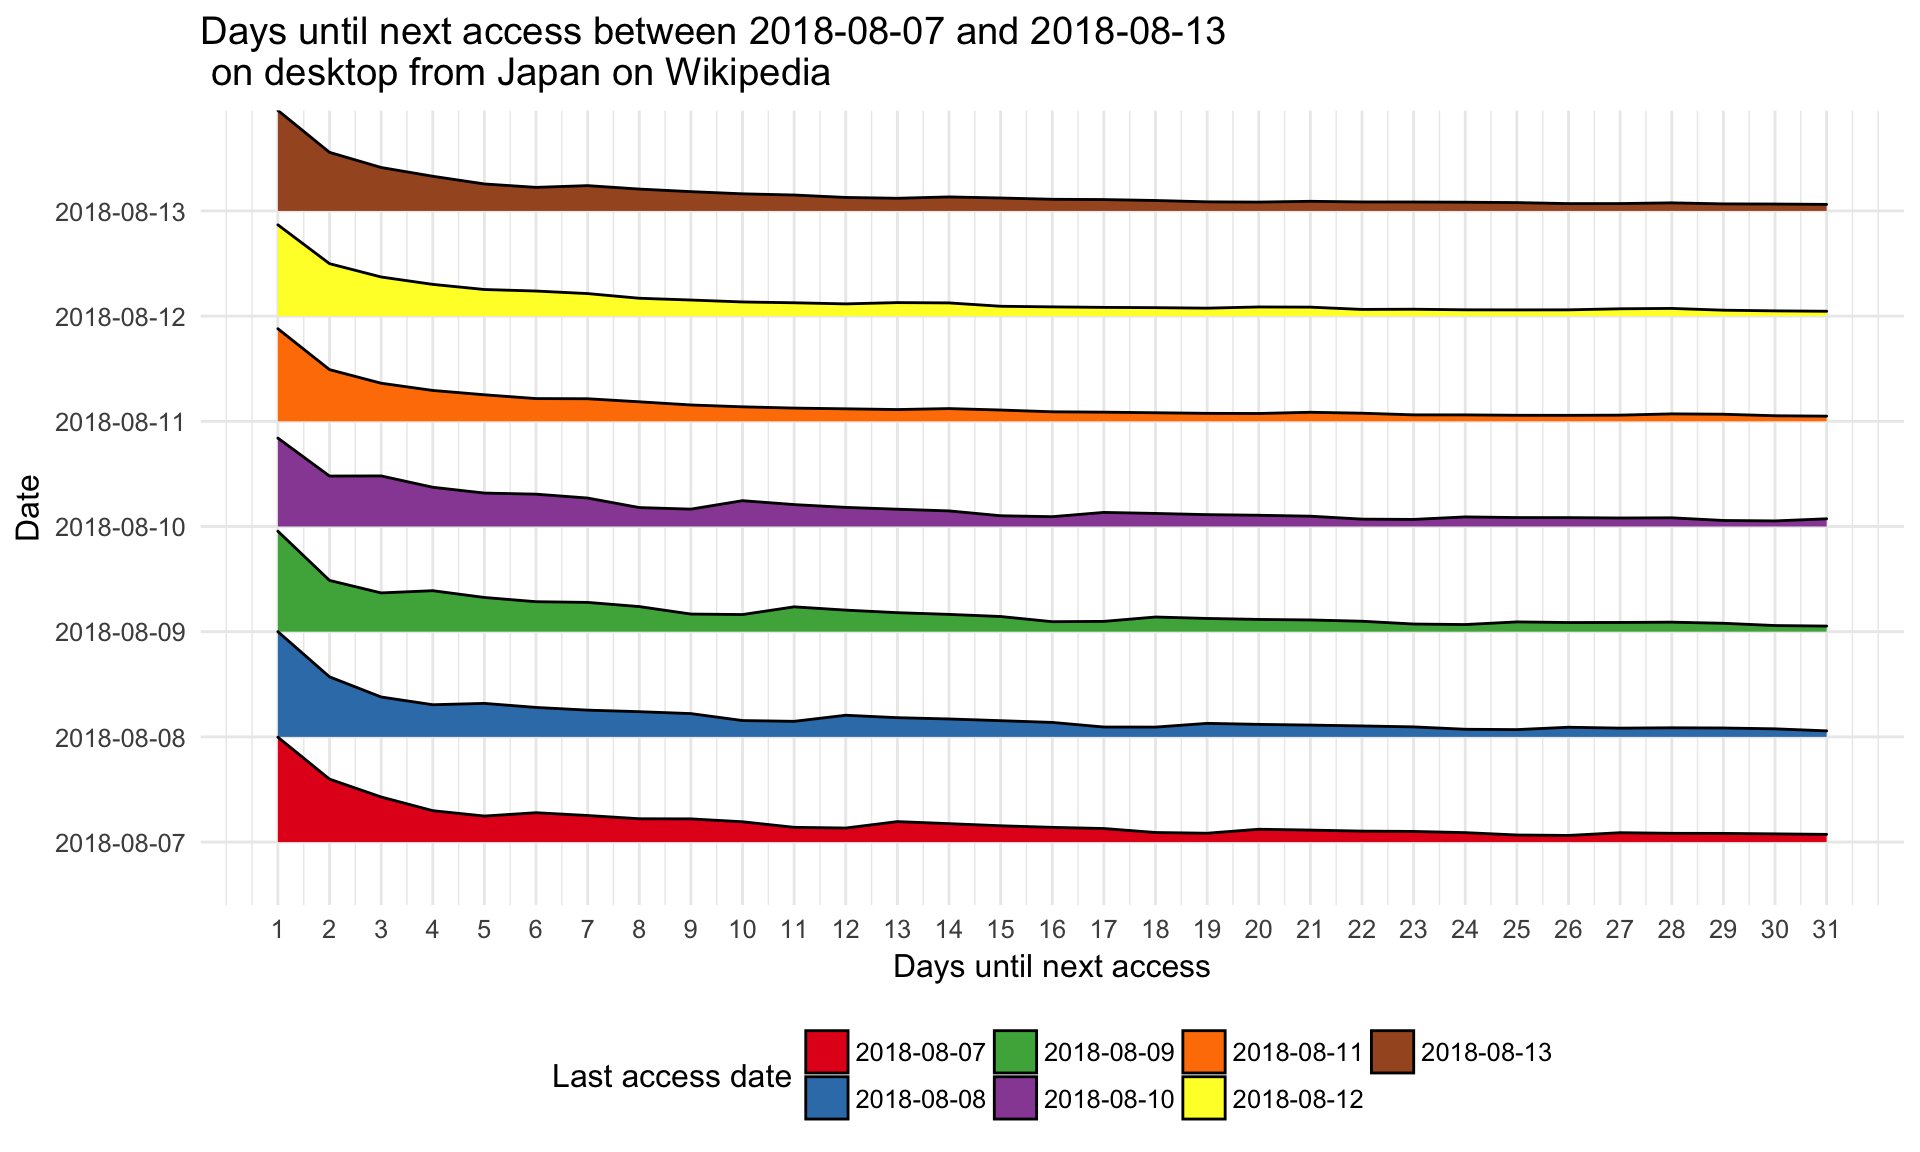 Days until next access between 2018-08-07 and 2018-08-13
on desktop from Japan on Wikipedia
Date
2018-08-13
2018-08-12
2018-08-11
2018-08-10
2018-08-09
2018-08-08
2018-08-07
1 2 3 4 5 6 7 8 9 10 11 12 13 14 15 16 17 18 19 20 21 22 23 24 25 26 27 28 29 30 31
Days until next access
Last access date
2018-08-07 2018-08-09 2018-08-11 2018-08-13
2018-08-08 2018-08-10 2018-08-12